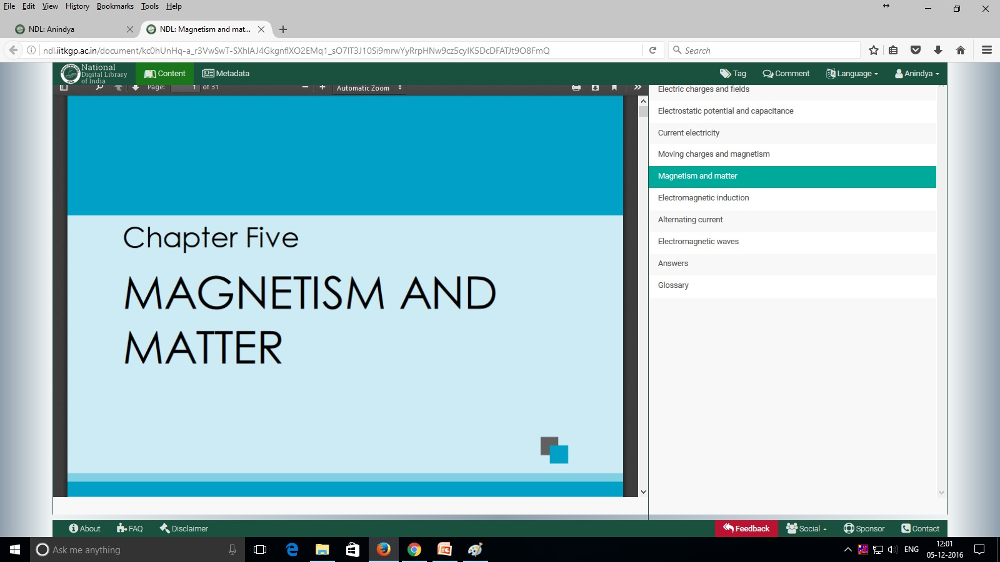 File Edit View History Bookmarks Tools Help
NDL: Anindya
NDL: Magnetism and mat...
ndl.iitkgp.ac.in/document/kc0hUnHq-a_r3VwSwT-SXhlAJ4GkgnflXO2EMq1_sO7lT3J10Si9mrwYyRrpHNw9cz5cylK5DcDFATJt9O8FmQ
Search
National
Digital Library
of India
Content
Metadata
Tag
Comment
Language
Anindya
Page: 1 of 31
Automatic Zoom
Chapter Five
MAGNETISM AND
MATTER
Electric charges and fields
Electrostatic potential and capacitance
Current electricity
Moving charges and magnetism
Magnetism and matter
Electromagnetic induction
Alternating current
Electromagnetic waves
Answers
Glossary
About
FAQ
Disclaimer
Feedback
Social
Sponsor
Contact
Ask me anything
ENG
12:01
05-12-2016